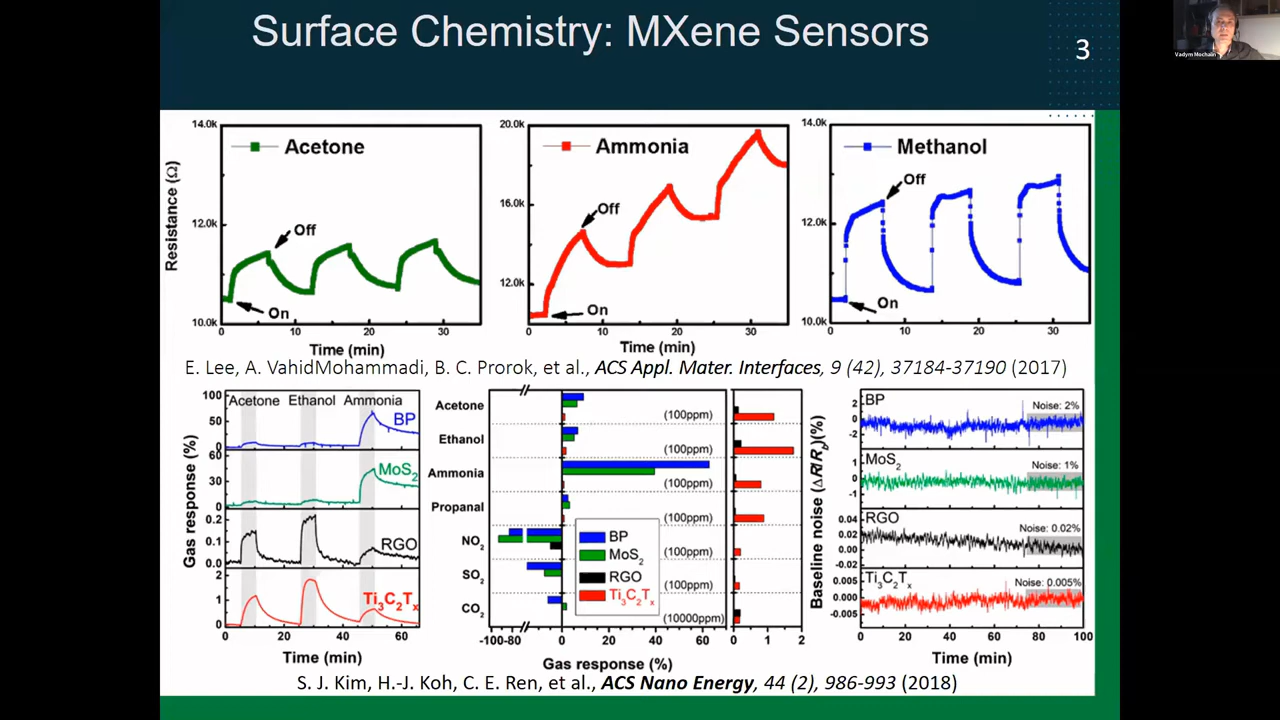 Surface Chemistry: MXene Sensors
3
Vadym Mochalin
14.0k
12.0k
10.0k
Resistance (Ω)
Acetone
Off
On
0 10 20 30
Time (min)
20.0k
16.0k
12.0k
Ammonia
Off
On
0 10 20 30
Time (min)
14.0k
12.0k
10.0k
Methanol
Off
On
0 10 20 30
Time (min)
E. Lee, A. VahidMohammadi, B. C. Prorok, et al., ACS Appl. Mater. Interfaces, 9 (42), 37184-37190 (2017)
Gas response (%)
100
50
0
Acetone Ethanol Ammonia
BP
60
30
0
MoS2
0.2
0.1
0.0
RGO
2
1
0
Ti3C2Tx
0 20 40 60
Time (min)
Acetone
(100ppm)
Ethanol
(100ppm)
Ammonia
(100ppm)
Propanal
(100ppm)
NO2
(100ppm)
SO2
(100ppm)
CO2
(10000ppm)
BP
MoS2
RGO
Ti3C2Tx
-100 -80 0 20 40 60
0 1 2
Gas response (%)
Baseline noise (ΔR/Rb)(%)
2
0
-2
BP
Noise: 2%
1
0
-1
MoS2
Noise: 1%
0.04
0.02
0.00
-0.02
RGO
Noise: 0.02%
0.005
0.000
-0.005
Ti3C2Tx
Noise: 0.005%
0 20 40 60 80 100
Time (min)
S. J. Kim, H.-J. Koh, C. E. Ren, et al., ACS Nano Energy, 44 (2), 986-993 (2018)